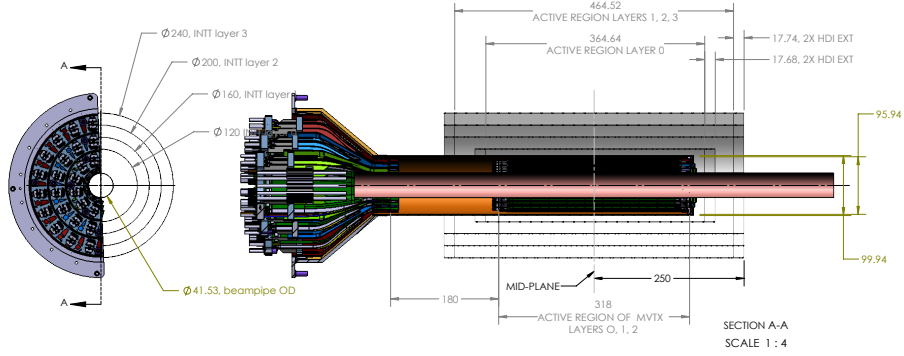 464.52
ACTIVE REGION LAYERS 1, 2, 3
Ø240, INTT layer 3
364.64
ACTIVE REGION LAYER 0
17.74, 2X HDI EXT
17.68, 2X HDI EXT
A
Ø200, INTT layer 2
Ø160, INTT layer
Ø120
95.94
Ø41.53, beampipe OD
A
MID-PLANE
250
99.94
180
318
ACTIVE REGION OF MVTX
LAYERS O, 1, 2
SECTION A-A
SCALE 1 : 4